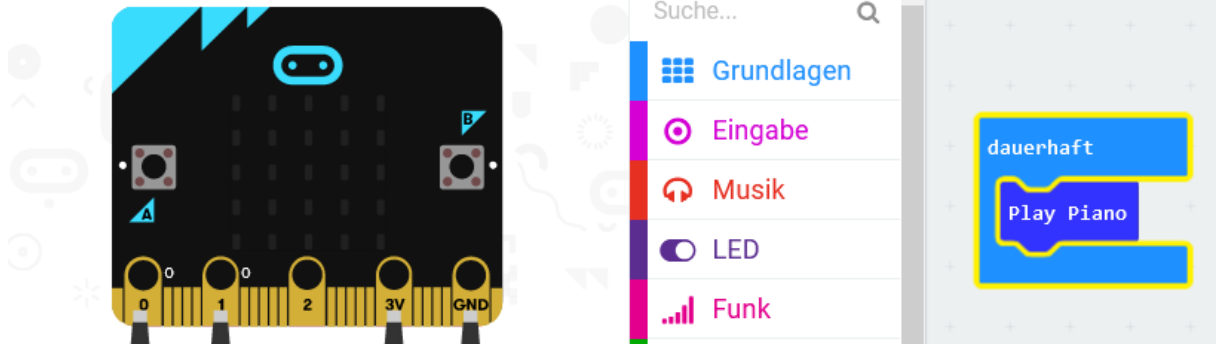 B
A
0
0
0
1
2
3V
GND
Suche...
Grundlagen
Eingabe
Musik
LED
Funk
dauerhaft
Play Piano